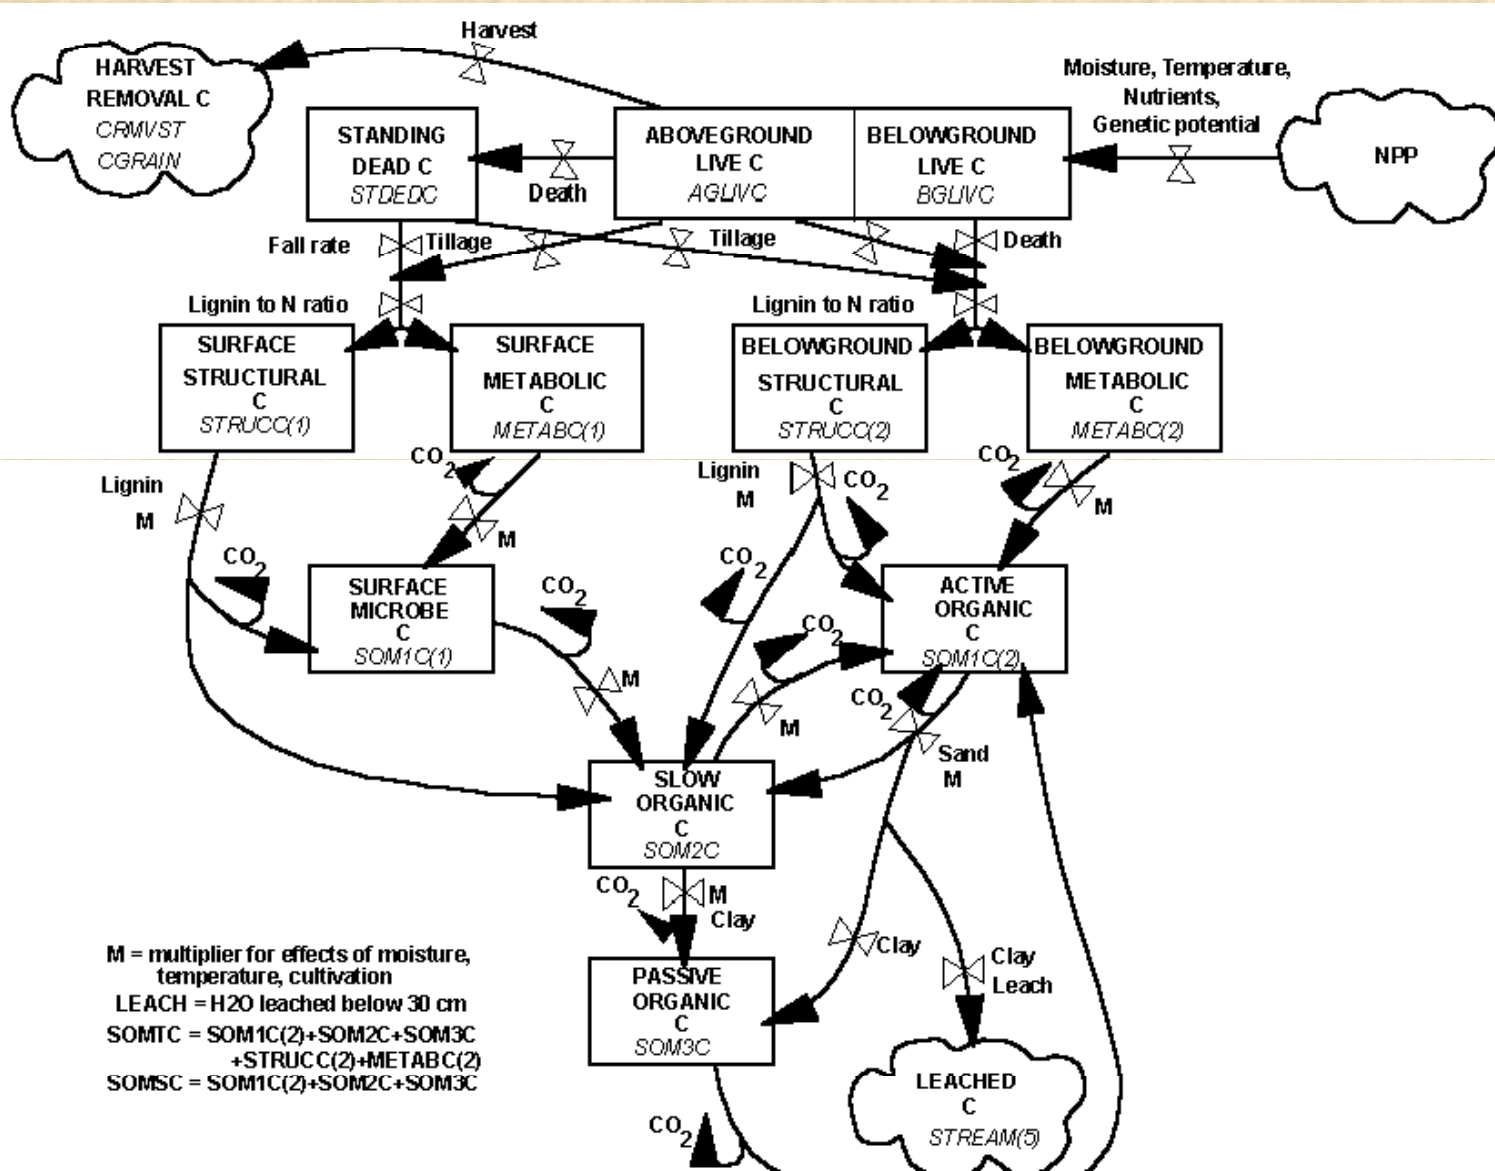 Harvest
HARVEST
REMOVAL C
CRMVST
CGRAIN
STANDING
DEAD C
STDEDC
Death
ABOVEGROUND
LIVE C
AGLIVC
BELOWGROUND
LIVE C
BGLIVC
Moisture, Temperature,
Nutrients,
Genetic potential
NPP
Fall rate
Tillage
Tillage
Death
Lignin to N ratio
Lignin to N ratio
SURFACE
STRUCTURAL
C
STRUCC(1)
SURFACE
METABOLIC
C
METABC(1)
BELOWGROUND
STRUCTURAL
C
STRUCC(2)
BELOWGROUND
METABOLIC
C
METABC(2)
Lignin
M
CO2
M
Lignin
M
CO2
CO2
M
CO2
SURFACE
MICROBE
C
SOM1C(1)
CO2
M
CO2
CO2
M
ACTIVE
ORGANIC
C
SOM1C(2)
CO2
Sand
M
SLOW
ORGANIC
C
SOM2C
CO2
M
Clay
Clay
Clay
Leach
PASSIVE
ORGANIC
C
SOM3C
CO2
LEACHED
C
STREAM(5)
M = multiplier for effects of moisture,
temperature, cultivation
LEACH = H2O leached below 30 cm
SOMTC = SOM1C(2)+SOM2C+SOM3C
+STRUCC(2)+METABC(2)
SOMSC = SOM1C(2)+SOM2C+SOM3C